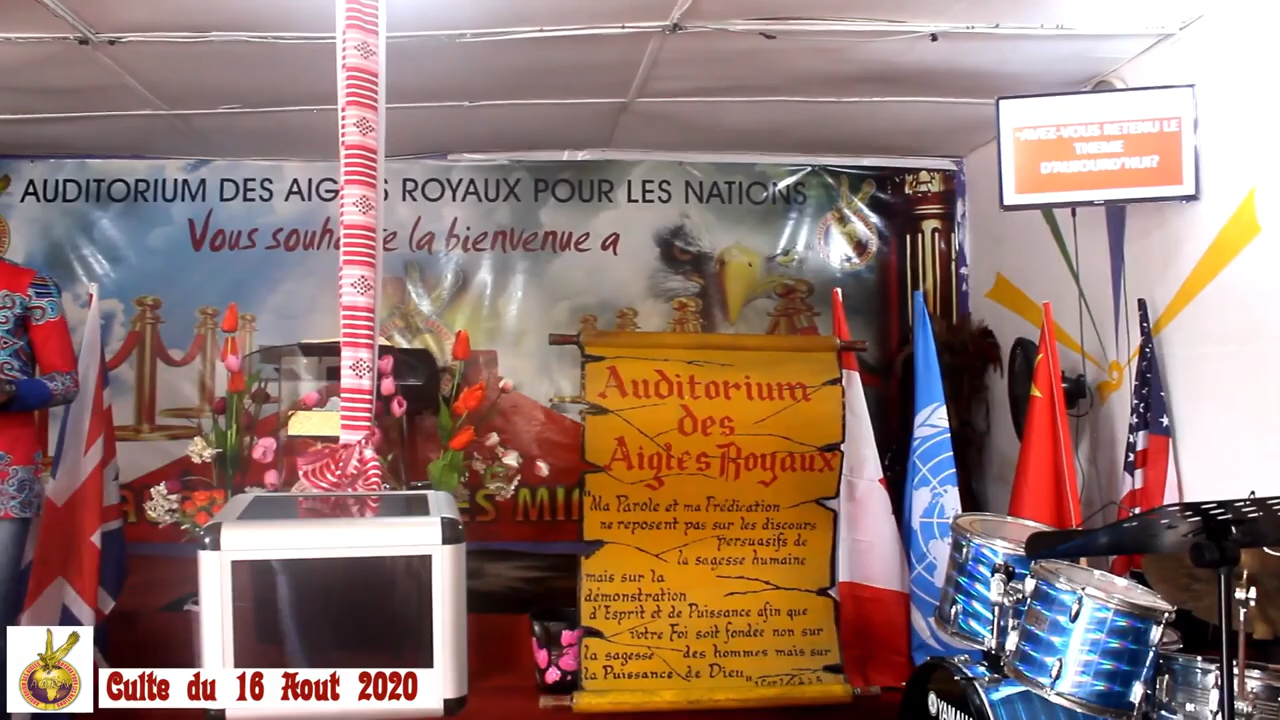 AUDITORIUM DES AIG S ROYAUX POUR LES NATIONS
Vous souha te la bienvenue a
"AVEZ-VOUS RETENU LE
THEME
D'AUJOURD'HUI?
Auditorium
des
Aigles Royaux
"Ma Parole et ma Prédication
ne reposent pas sur les discours
persuasifs de
la sagesse humaine
mais sur la
démonstration
d'Esprit et de Puissance afin que
votre Foi soit fondée non sur
la sagesse des hommes mais sur
la Puissance de Dieu"
ES MI
YAMA
Culte du 16 Aout 2020